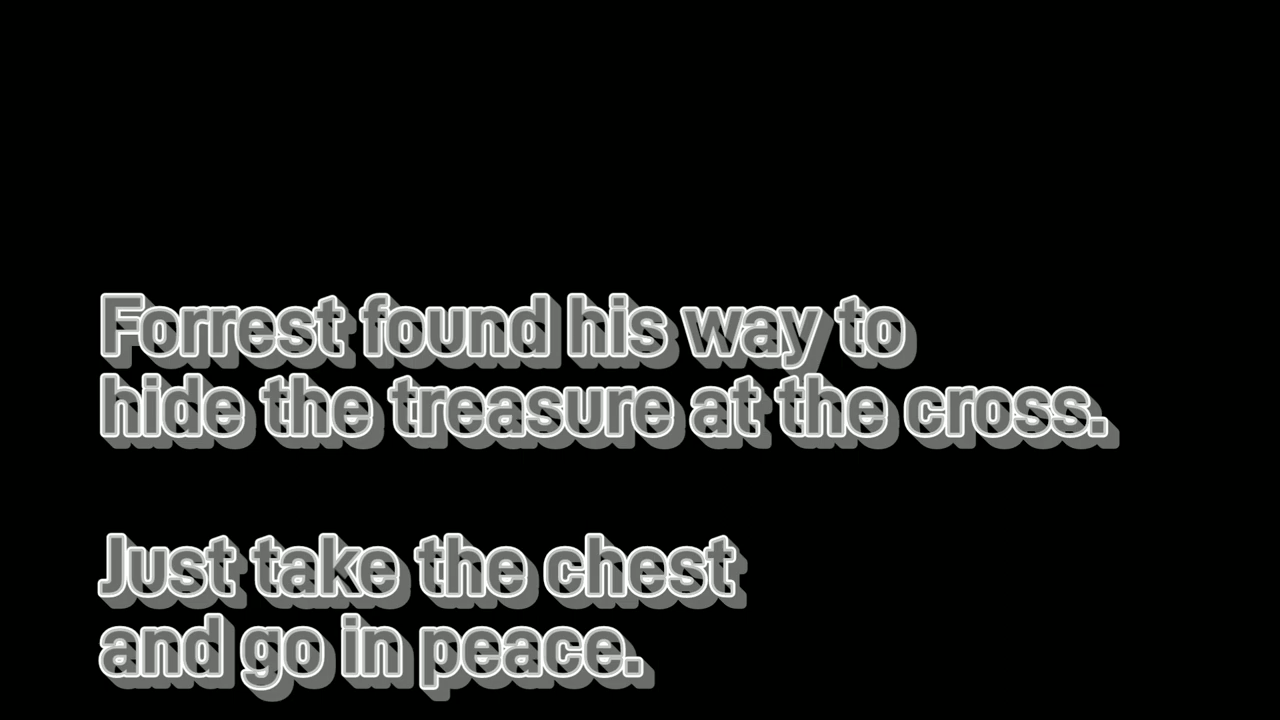 Forrest found his way to
hide the treasure at the cross.
Just take the chest
and go in peace.